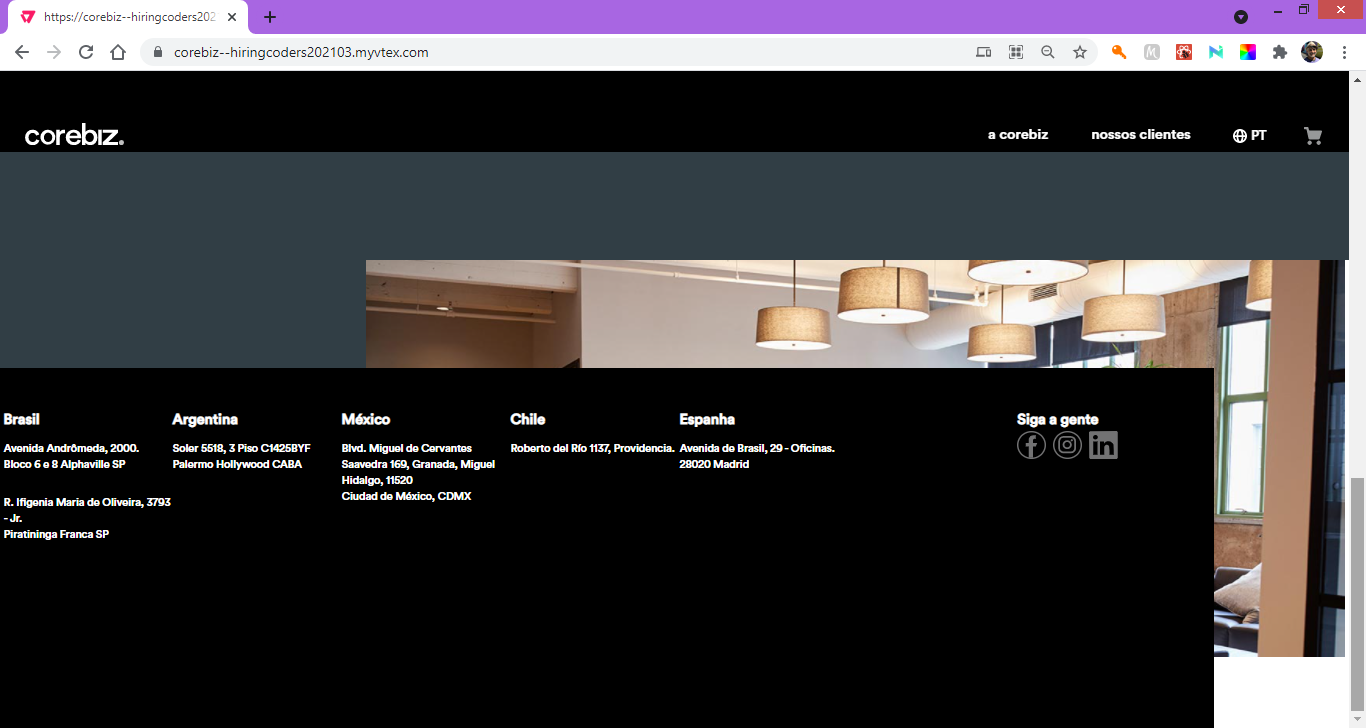 https://corebiz--hiringcoders202
corebiz--hiringcoders202103.myvtex.com
corebiz.
a corebiz
nossos clientes
PT
Brasil
Avenida Andrômeda, 2000.
Bloco 6 e 8 Alphaville SP
R. Ifigenia Maria de Oliveira, 3793
- Jr.
Piratininga Franca SP
Argentina
Soler 5518, 3 Piso C1425BYF
Palermo Hollywood CABA
México
Blvd. Miguel de Cervantes
Saavedra 169, Granada, Miguel
Hidalgo, 11520
Ciudad de México, CDMX
Chile
Roberto del Río 1137, Providencia.
Espanha
Avenida de Brasil, 29 - Oficinas.
28020 Madrid
Siga a gente